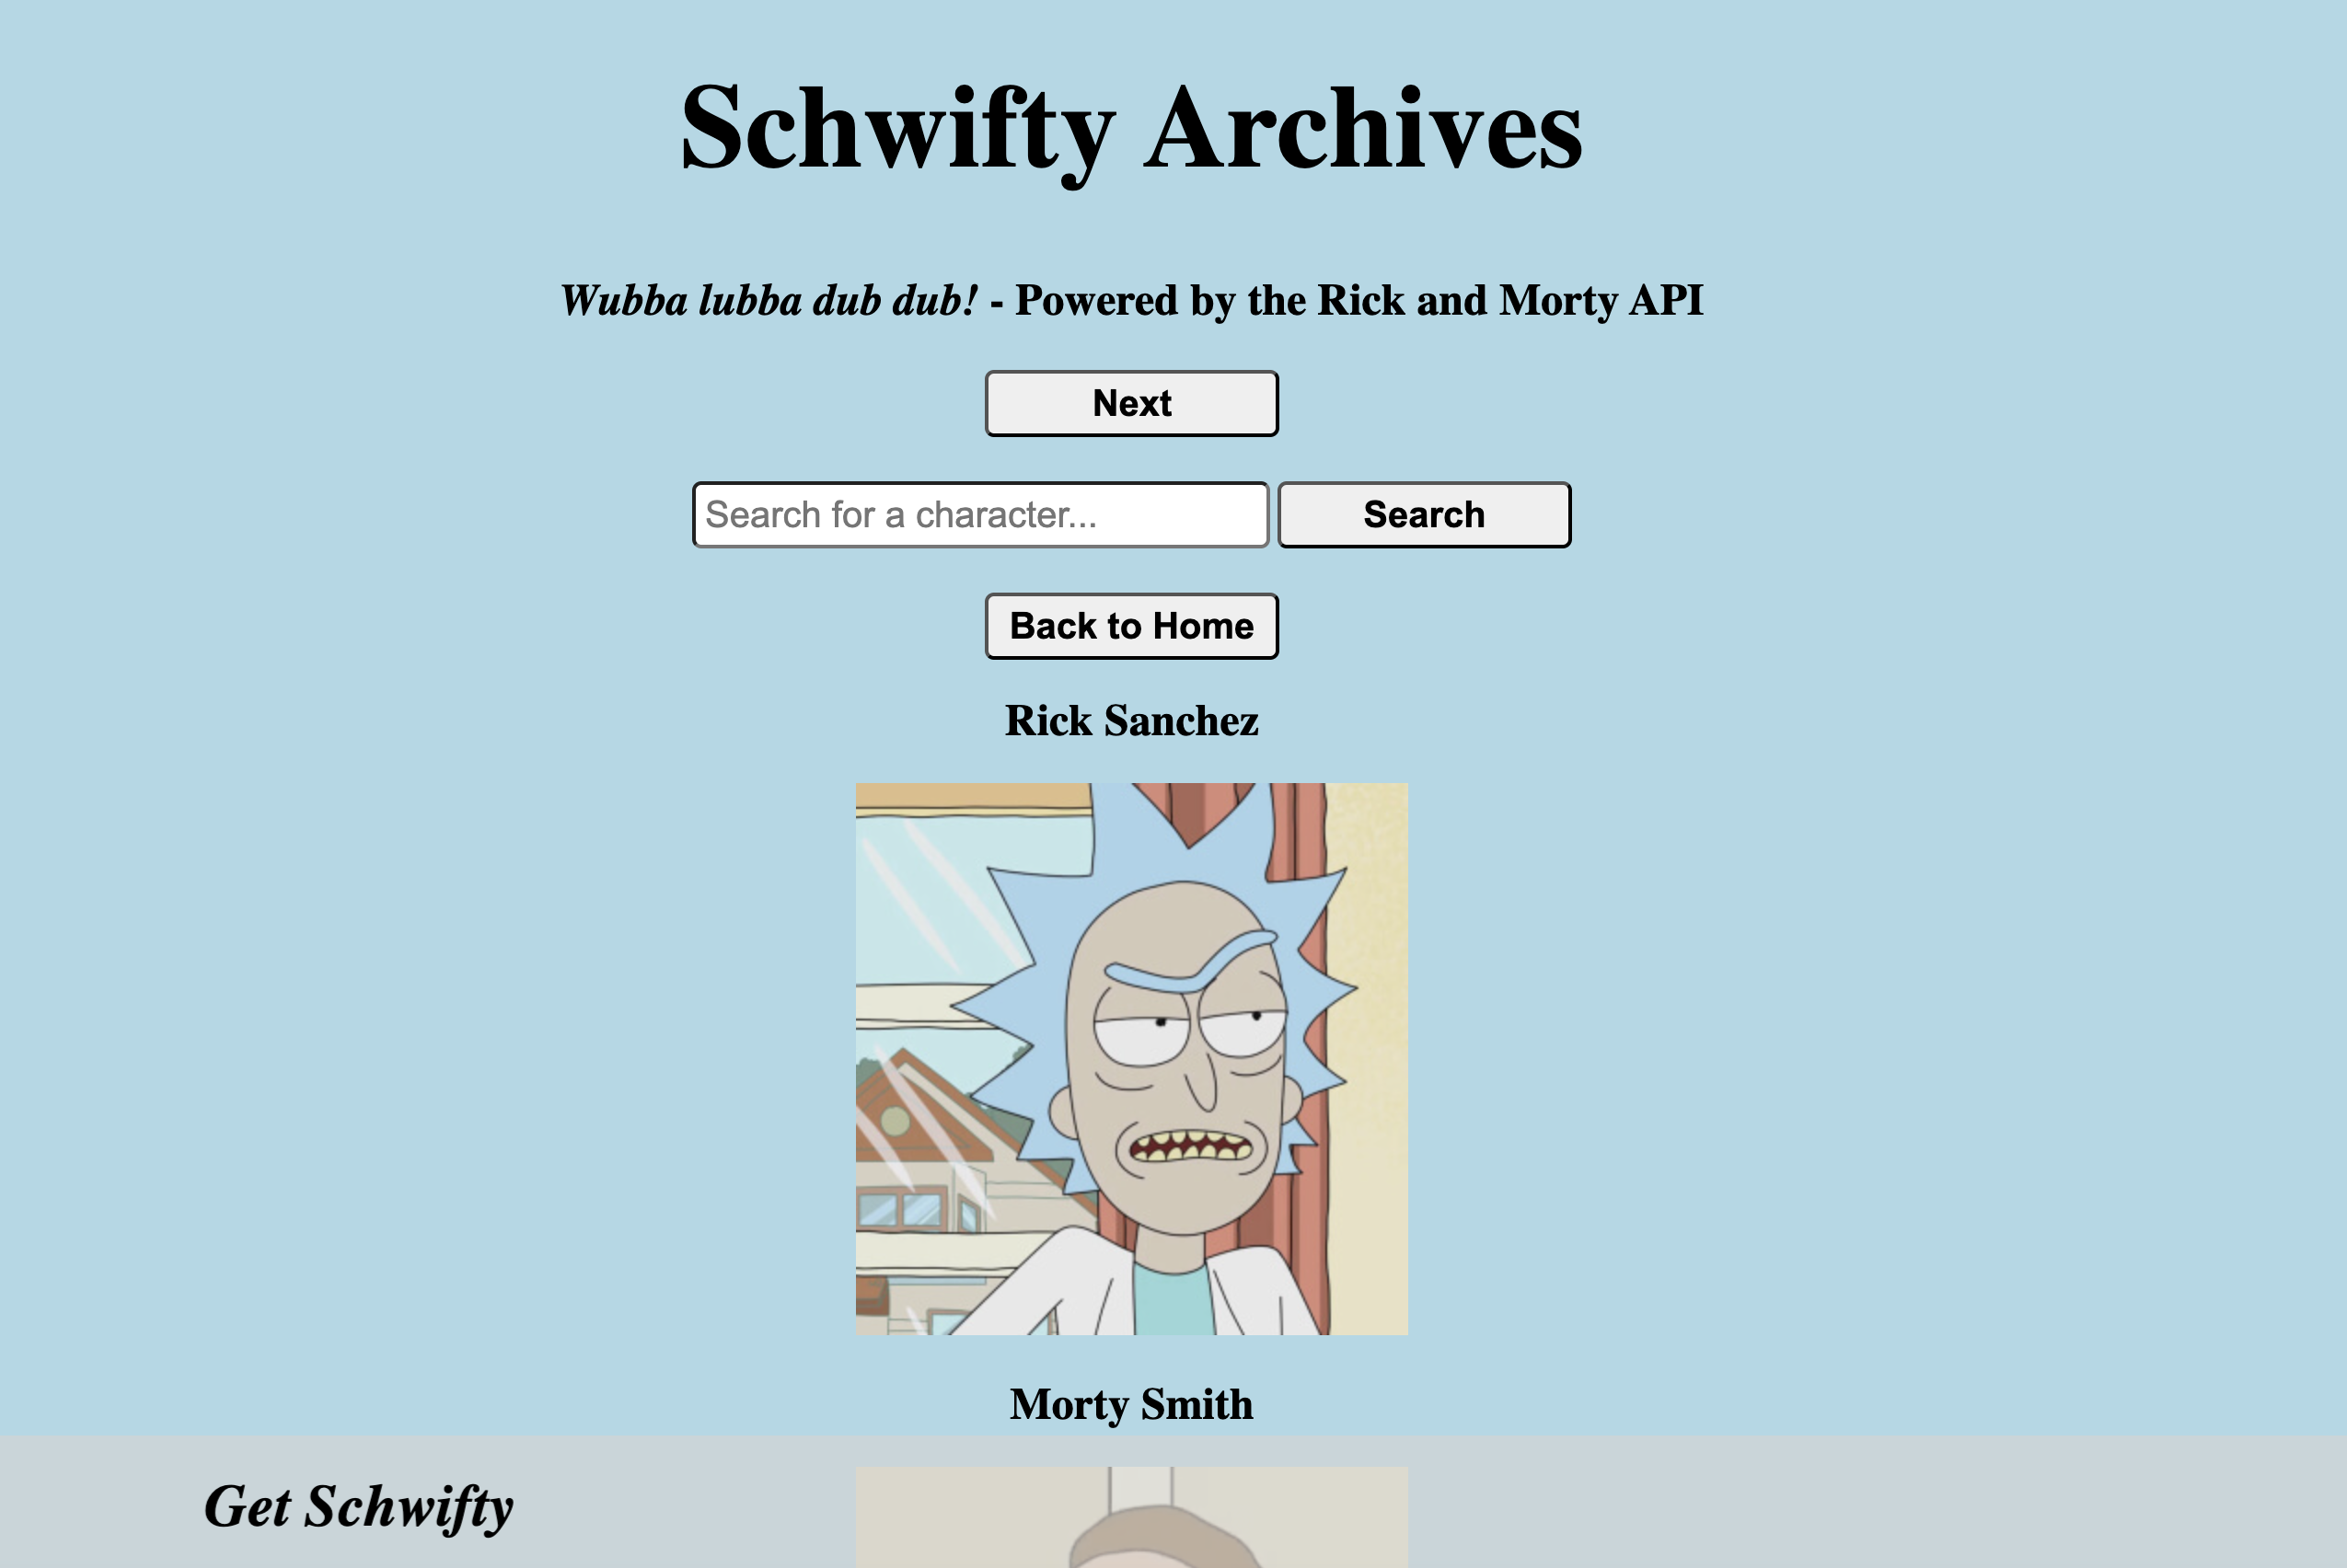 Schwifty Archives
Wubba lubba dub dub! - Powered by the Rick and Morty API
Next
Search for a character... Search
Back to Home
Rick Sanchez
Morty Smith
Get Schwifty